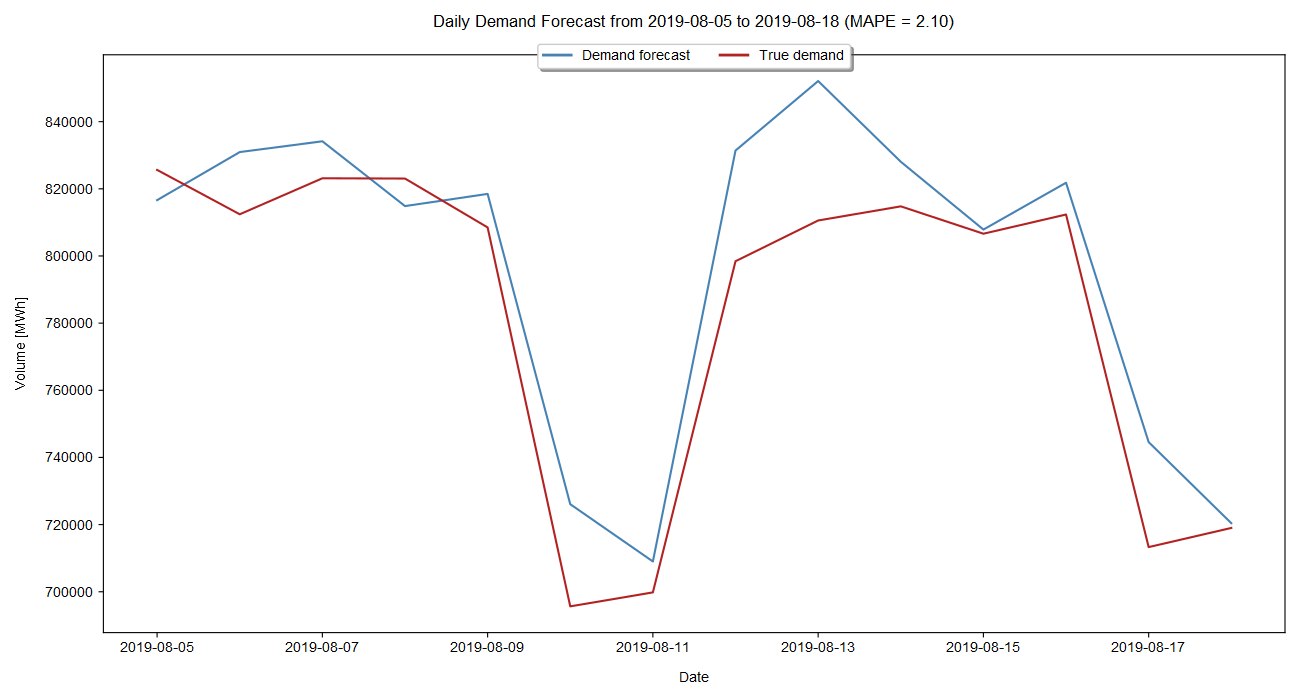 Daily Demand Forecast from 2019-08-05 to 2019-08-18 (MAPE = 2.10)
Demand forecast True demand
840000
820000
800000
780000
760000
740000
720000
700000
Volume [MWh]
2019-08-05 2019-08-07 2019-08-09 2019-08-11 2019-08-13 2019-08-15 2019-08-17
Date